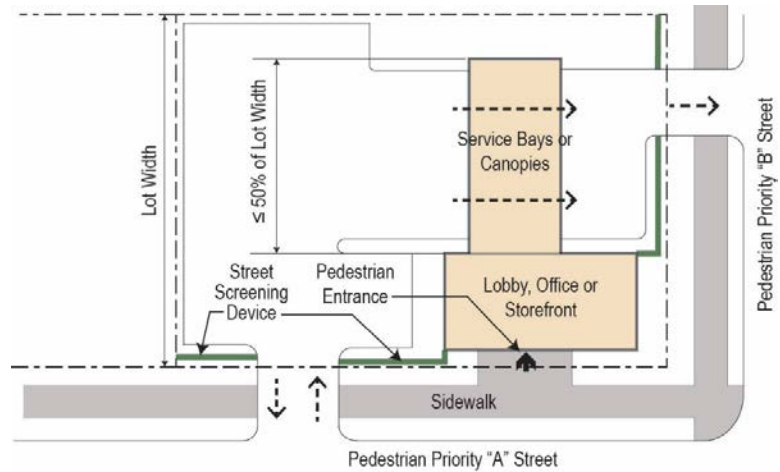 Lot Width
≤ 50% of Lot Width
Service Bays or
Canopies
Pedestrian Priority "B" Street
Street
Screening
Device
Pedestrian
Entrance
Lobby, Office or
Storefront
Sidewalk
Pedestrian Priority "A" Street